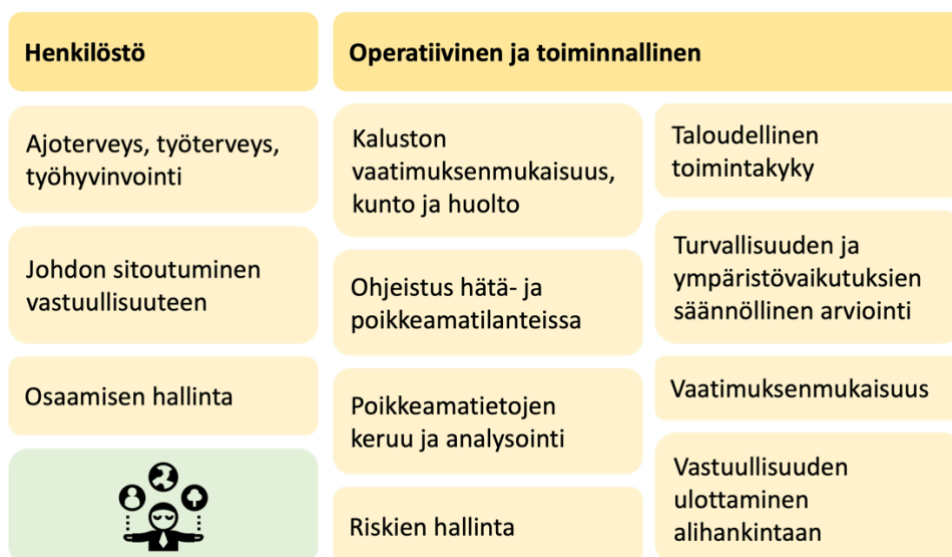 Henkilöstö
Ajoterveys, työterveys,
työhyvinvointi
Johdon sitoutuminen
vastuullisuuteen
Osaamisen hallinta
Operatiivinen ja toiminnallinen
Kaluston
vaatimuksenmukaisuus,
kunto ja huolto
Ohjeistus hätä- ja
poikkeamatilanteissa
Poikkeamatietojen
keruu ja analysointi
Riskien hallinta
Taloudellinen
toimintakyky
Turvallisuuden ja
ympäristövaikutuksien
säännöllinen arviointi
Vaatimuksenmukaisuus
Vastuullisuuden
ulottaminen
alihankintaan